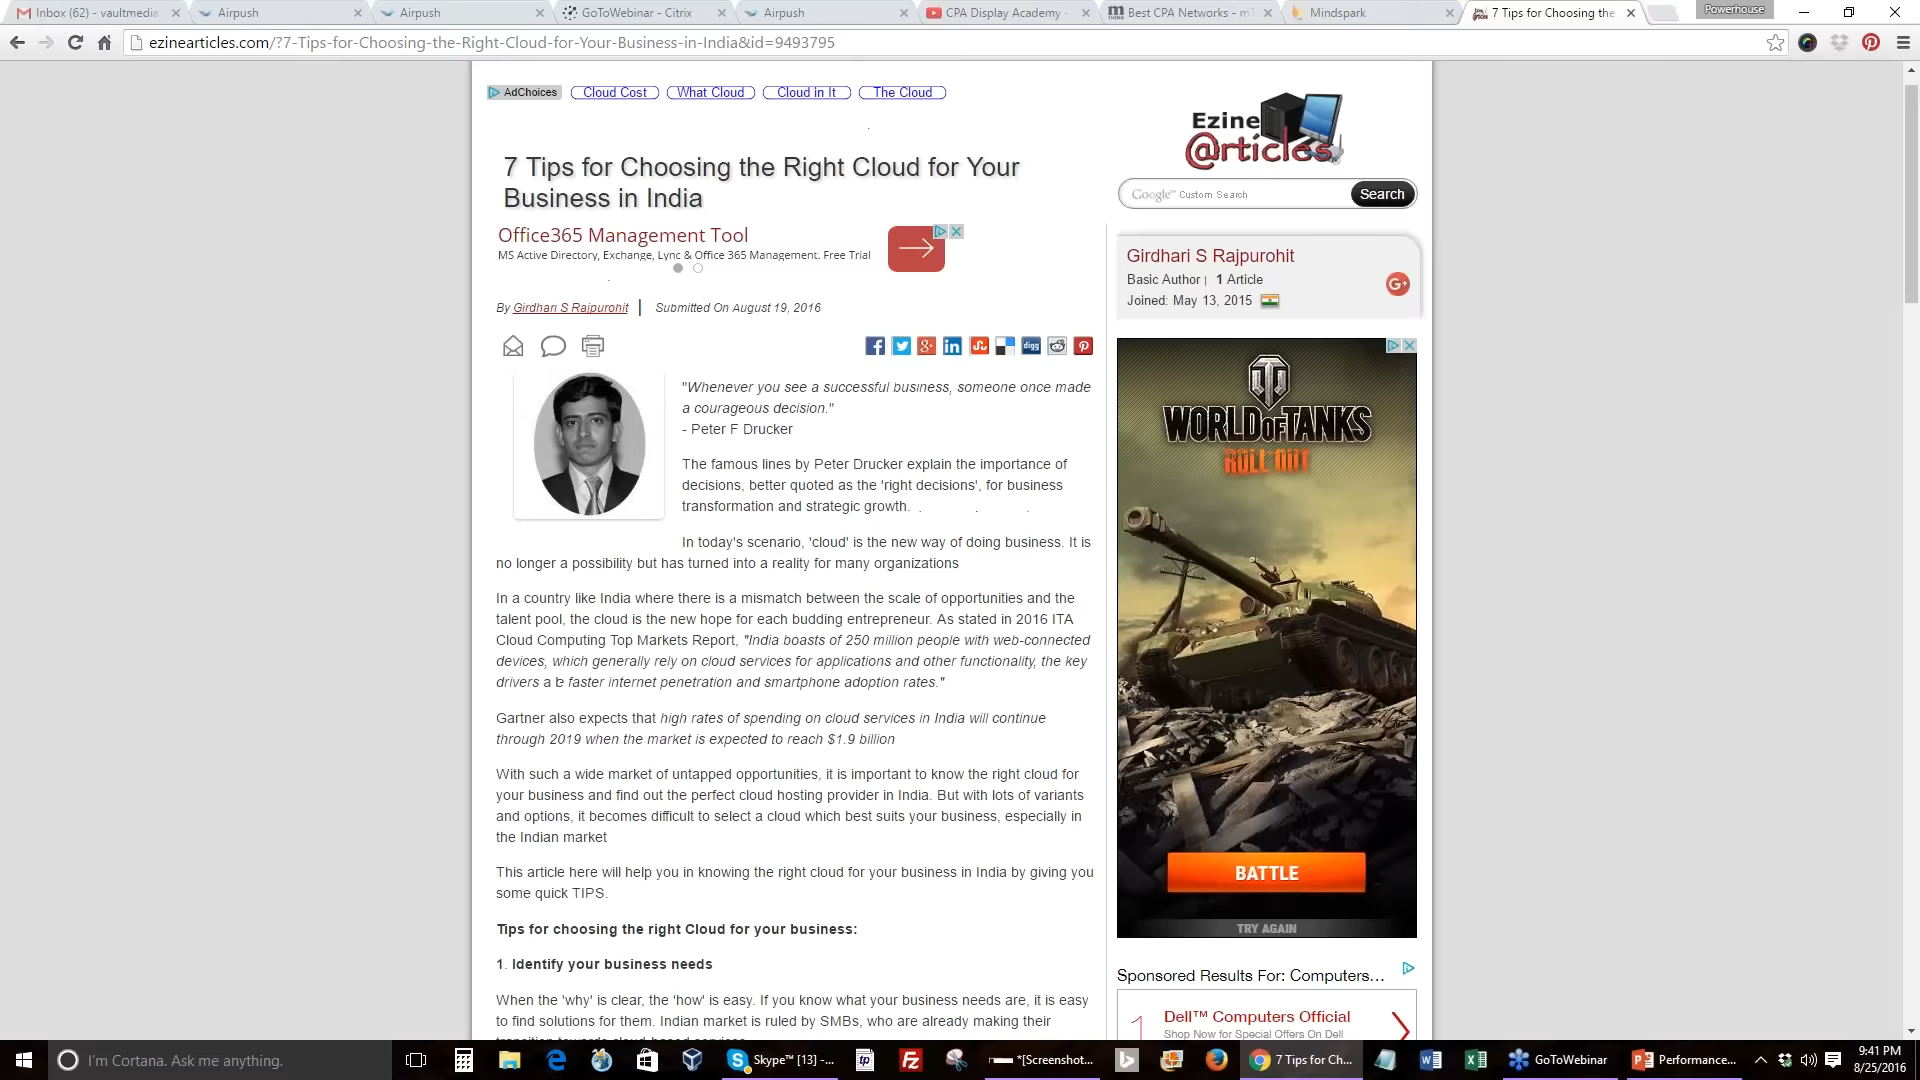 Inbox (62) - vaultmedia
Airpush
Airpush
GoToWebinar - Citrix
Airpush
CPA Display Academy -
Best CPA Networks - mT
Mindspark
7 Tips for Choosing the
Powerhouse
ezinearticles.com/?7-Tips-for-Choosing-the-Right-Cloud-for-Your-Business-in-India&id=9493795
AdChoices
Cloud Cost
What Cloud
Cloud in It
The Cloud
Ezine
@rticles
7 Tips for Choosing the Right Cloud for Your
Business in India
Google™ Custom Search
Search
Office365 Management Tool
MS Active Directory, Exchange, Lync & Office 365 Management. Free Trial
Girdhari S Rajpurohit
Basic Author | 1 Article
Joined: May 13, 2015
By Girdhari S Rajpurohit | Submitted On August 19, 2016
"Whenever you see a successful business, someone once made
a courageous decision."
- Peter F Drucker
The famous lines by Peter Drucker explain the importance of
decisions, better quoted as the 'right decisions', for business
transformation and strategic growth.
In today's scenario, 'cloud' is the new way of doing business. It is
no longer a possibility but has turned into a reality for many organizations
In a country like India where there is a mismatch between the scale of opportunities and the
talent pool, the cloud is the new hope for each budding entrepreneur. As stated in 2016 ITA
Cloud Computing Top Markets Report, "India boasts of 250 million people with web-connected
devices, which generally rely on cloud services for applications and other functionality, the key
drivers faster internet penetration and smartphone adoption rates."
Gartner also expects that high rates of spending on cloud services in India will continue
through 2019 when the market is expected to reach $1.9 billion
With such a wide market of untapped opportunities, it is important to know the right cloud for
your business and find out the perfect cloud hosting provider in India. But with lots of variants
and options, it becomes difficult to select a cloud which best suits your business, especially in
the Indian market
This article here will help you in knowing the right cloud for your business in India by giving you
some quick TIPS.
Tips for choosing the right Cloud for your business:
1. Identify your business needs
When the 'why' is clear, the 'how' is easy. If you know what your business needs are, it is easy
to find solutions for them. Indian market is ruled by SMBs, who are already making their
WORLD OF TANKS
ROLL OUT
BATTLE
TRY AGAIN
Sponsored Results For: Computers...
1
Dell™ Computers Official
Shop Now for Special Offers On Dell
I'm Cortana. Ask me anything.
Skype™ [13] -...
*[Screenshot...
7 Tips for Ch...
GoToWebinar
Performance...
9:41 PM
8/25/2016